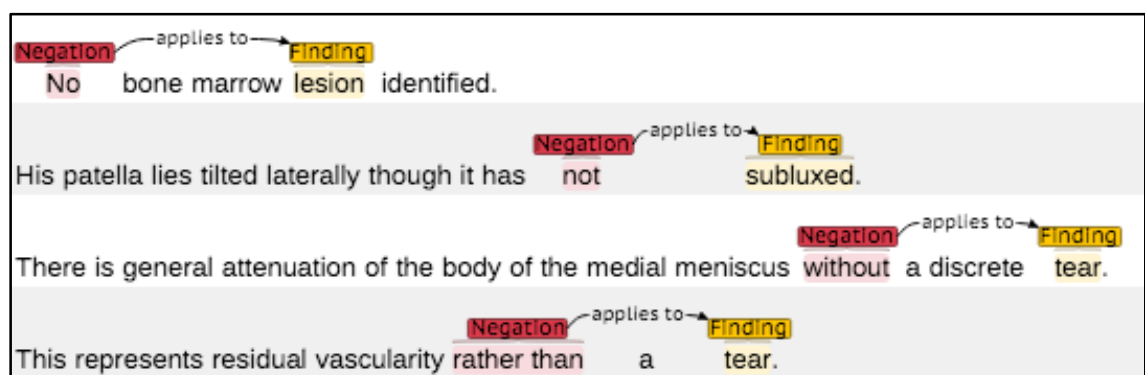 Negation applies to Finding
No bone marrow lesion identified.
Negation applies to Finding
His patella lies tilted laterally though it has not subluxed.
Negation applies to Finding
There is general attenuation of the body of the medial meniscus without a discrete tear.
Negation applies to Finding
This represents residual vascularity rather than a tear.